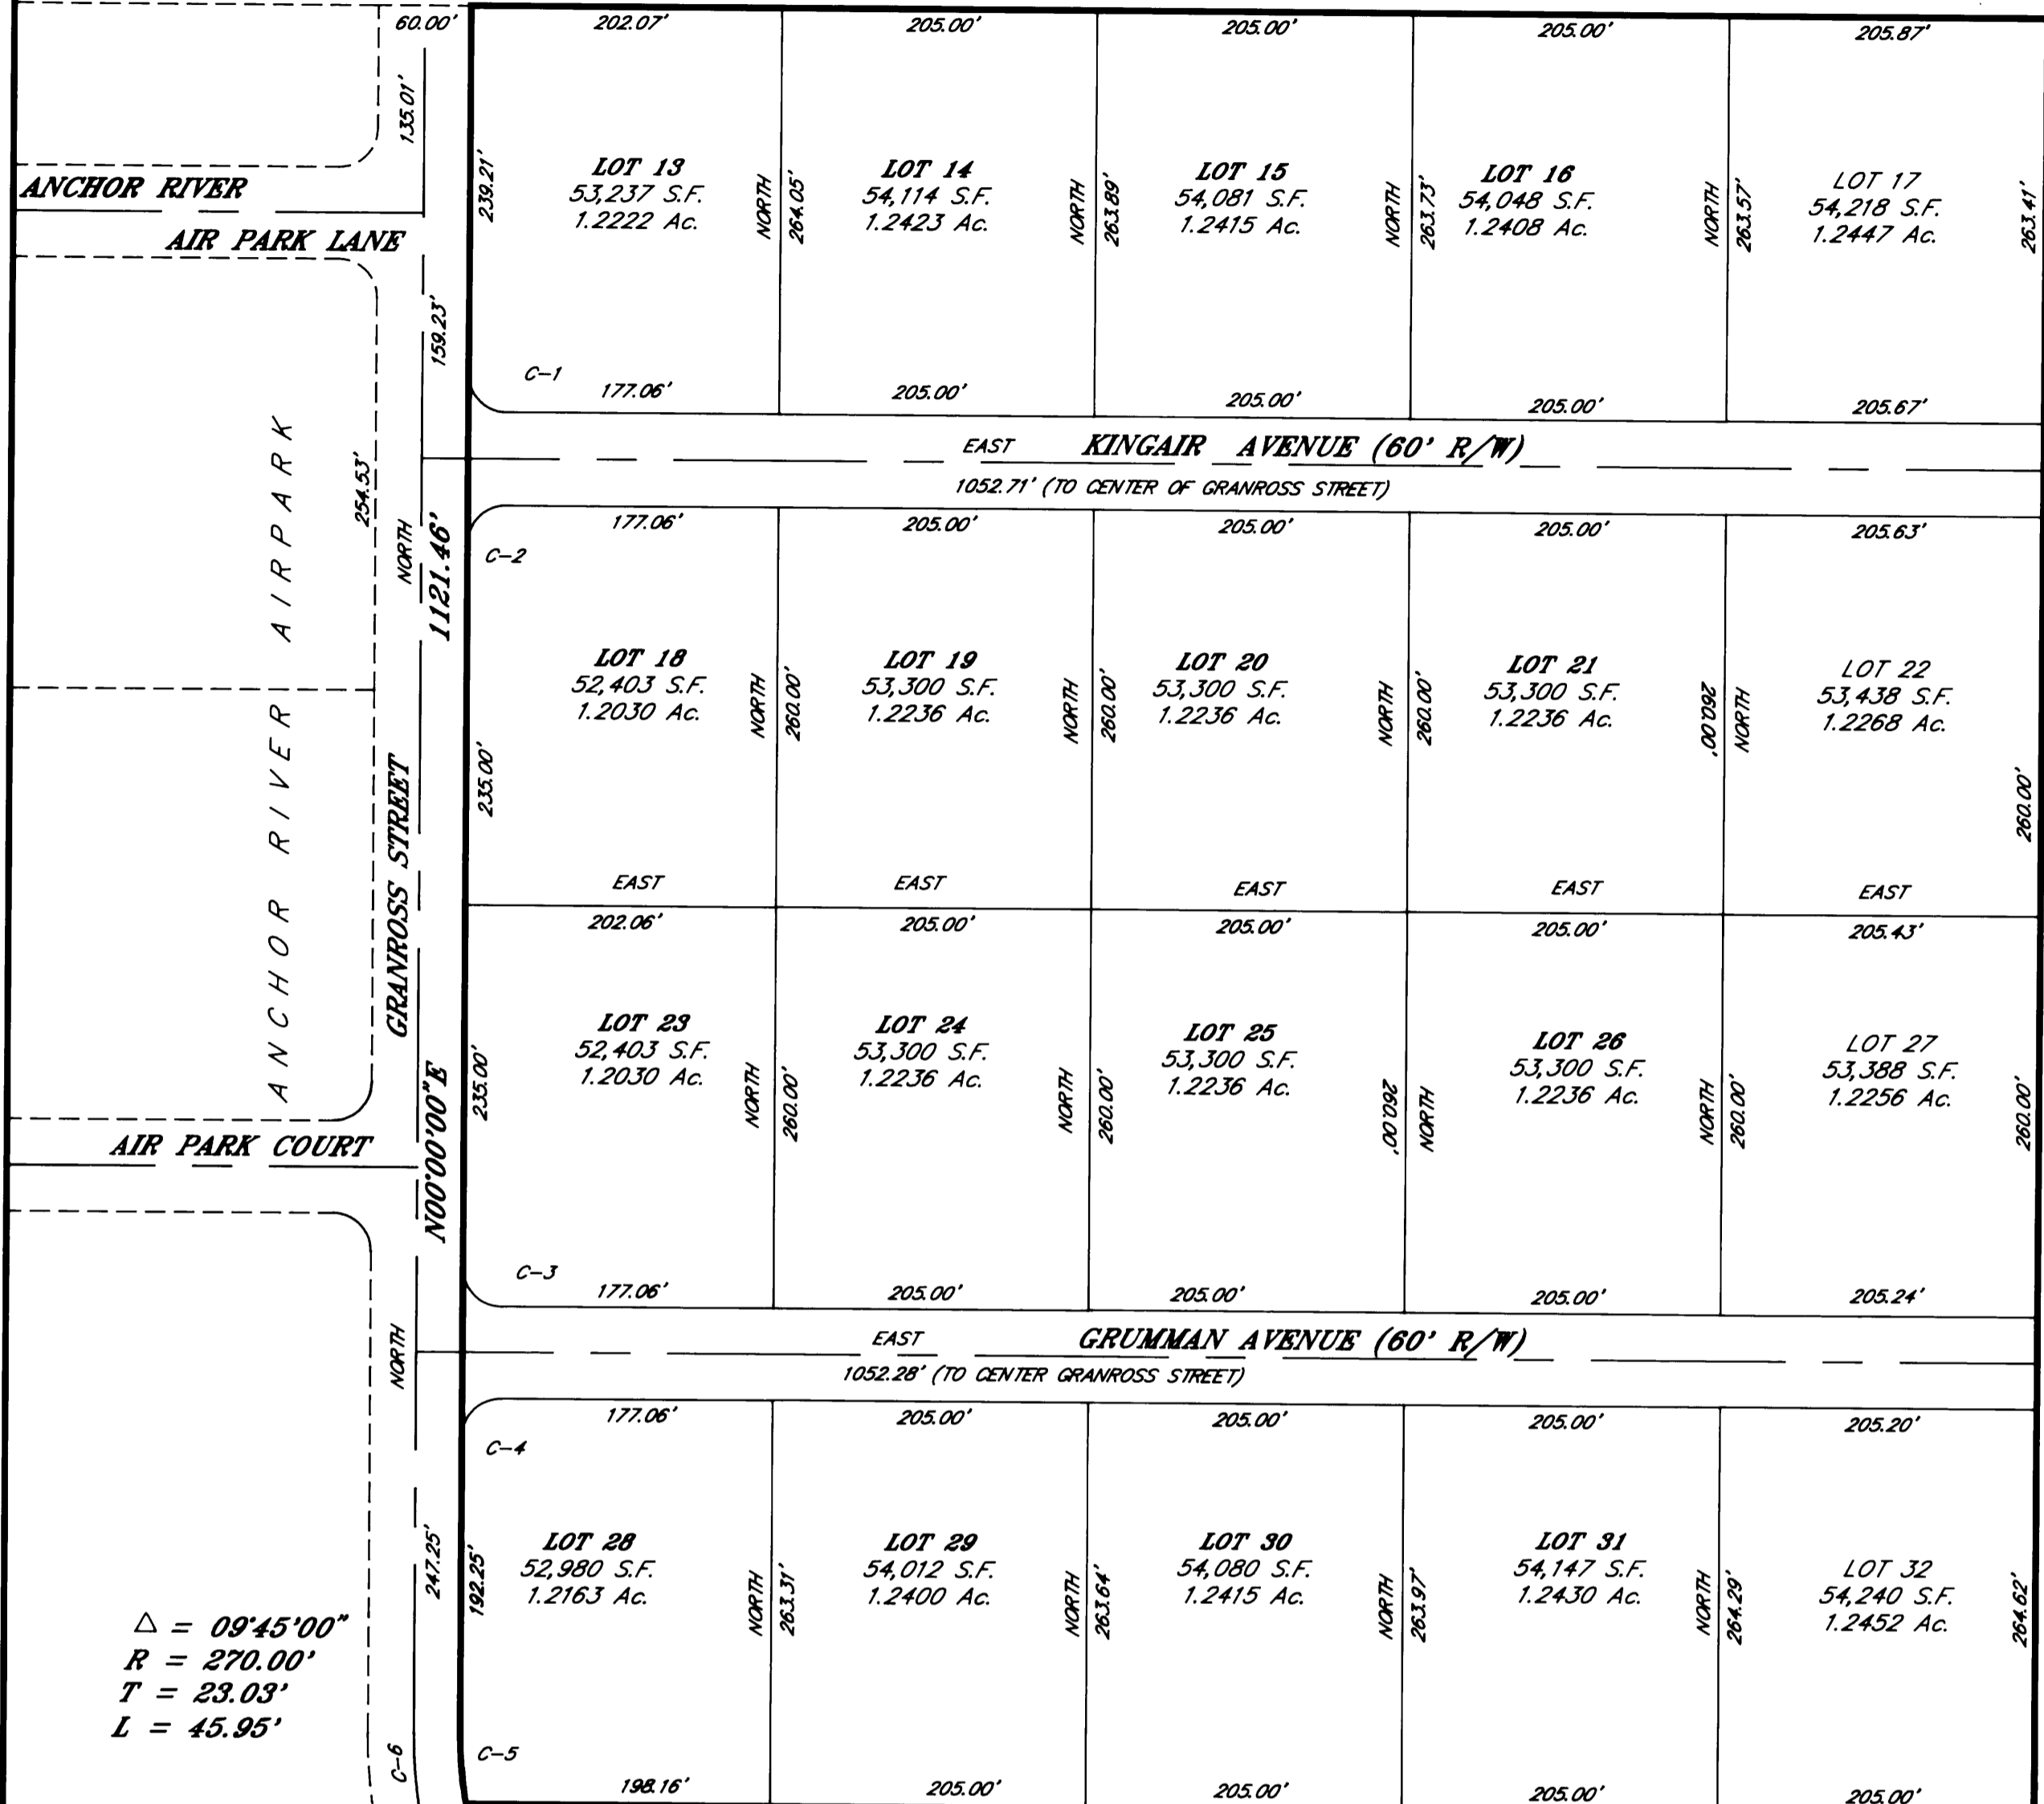 60.00'
202.07'
205.00'
205.00'
205.00'
205.87'
135.01'
239.21'
LOT 13
53,237 S.F.
1.2222 Ac.
NORTH
264.05'
LOT 14
54,114 S.F.
1.2423 Ac.
NORTH
263.89'
LOT 15
54,081 S.F.
1.2415 Ac.
NORTH
263.73'
LOT 16
54,048 S.F.
1.2408 Ac.
NORTH
263.57'
LOT 17
54,218 S.F.
1.2447 Ac.
263.41'
ANCHOR RIVER
AIR PARK LANE
159.23'
C-1
177.06'
205.00'
205.00'
205.00'
205.67'
EAST KINGAIR AVENUE (60' R/W)
1052.71' (TO CENTER OF GRANROSS STREET)
ANCHOR RIVER AIRPARK
254.53'
NORTH
1121.46'
C-2
177.06'
205.00'
205.00'
205.00'
205.63'
LOT 18
52,403 S.F.
1.2030 Ac.
NORTH
260.00'
LOT 19
53,300 S.F.
1.2236 Ac.
NORTH
260.00'
LOT 20
53,300 S.F.
1.2236 Ac.
NORTH
260.00'
LOT 21
53,300 S.F.
1.2236 Ac.
260.00'
NORTH
LOT 22
53,438 S.F.
1.2268 Ac.
260.00'
235.00'
GRANROSS STREET
EAST
EAST
EAST
EAST
EAST
202.06'
205.00'
205.00'
205.00'
205.43'
LOT 23
52,403 S.F.
1.2030 Ac.
NORTH
260.00'
LOT 24
53,300 S.F.
1.2236 Ac.
NORTH
260.00'
LOT 25
53,300 S.F.
1.2236 Ac.
260.00'
NORTH
LOT 26
53,300 S.F.
1.2236 Ac.
NORTH
260.00'
LOT 27
53,388 S.F.
1.2256 Ac.
260.00'
235.00'
N00°00'00"E
AIR PARK COURT
C-3
177.06'
205.00'
205.00'
205.00'
205.24'
NORTH
EAST GRUMMAN AVENUE (60' R/W)
1052.28' (TO CENTER GRANROSS STREET)
C-4
177.06'
205.00'
205.00'
205.00'
205.20'
247.25'
192.25'
LOT 28
52,980 S.F.
1.2163 Ac.
NORTH
263.31'
LOT 29
54,012 S.F.
1.2400 Ac.
NORTH
263.64'
LOT 30
54,080 S.F.
1.2415 Ac.
NORTH
263.97'
LOT 31
54,147 S.F.
1.2430 Ac.
NORTH
264.29'
LOT 32
54,240 S.F.
1.2452 Ac.
264.62'
△ = 09°45'00"
R = 270.00'
T = 23.03'
L = 45.95'
C-6
C-5
198.16'
205.00'
205.00'
205.00'
205.00'